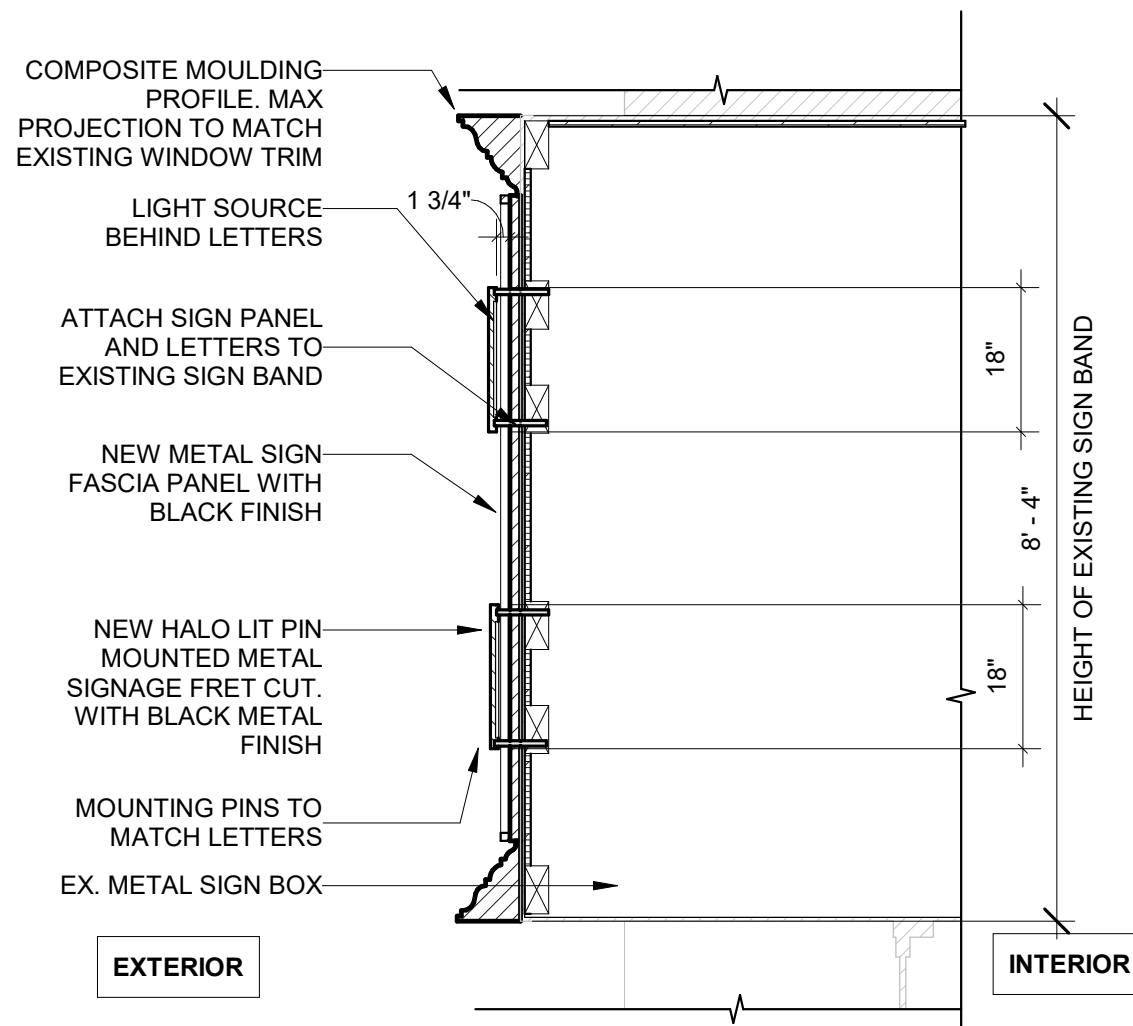 COMPOSITE MOULDING
PROFILE. MAX
PROJECTION TO MATCH
EXISTING WINDOW TRIM
LIGHT SOURCE
BEHIND LETTERS
1 3/4"
ATTACH SIGN PANEL
AND LETTERS TO
EXISTING SIGN BAND
NEW METAL SIGN
FASCIA PANEL WITH
BLACK FINISH
NEW HALO LIT PIN
MOUNTED METAL
SIGNAGE FRET CUT.
WITH BLACK METAL
FINISH
MOUNTING PINS TO
MATCH LETTERS
EX. METAL SIGN BOX
18"
8' - 4"
18"
HEIGHT OF EXISTING SIGN BAND
EXTERIOR
INTERIOR